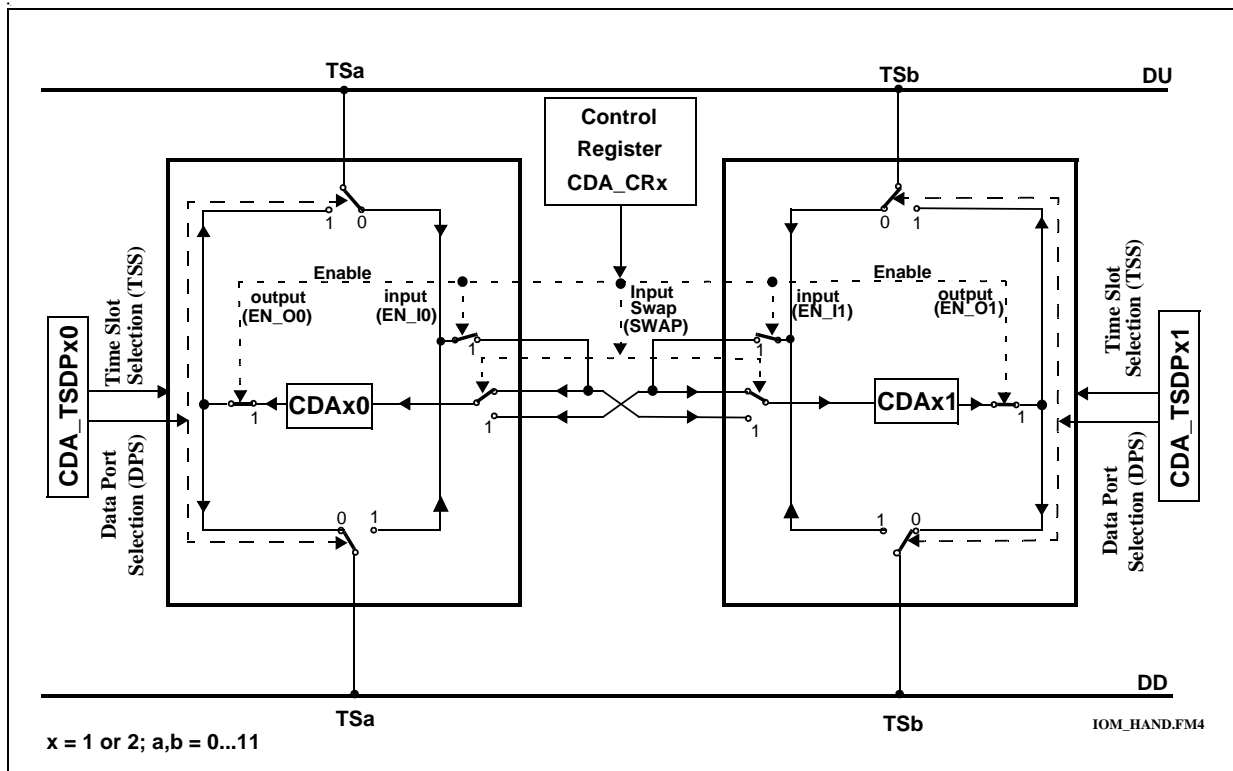 TSa
TSb
DU
Control
Register
CDA_CRx
1
0
0
1
Enable
Enable
output
(EN_O0)
input
(EN_I0)
Input
Swap
(SWAP)
input
(EN_I1)
output
(EN_O1)
Time Slot
Selection (TSS)
Time Slot
Selection (TSS)
CDA_TSDPx0
CDA_TSDPx1
1
1
1
CDAx0
CDAx1
1
1
1
Data Port
Selection (DPS)
Data Port
Selection (DPS)
0
1
1
0
DD
TSa
TSb
IOM_HAND.FM4
x = 1 or 2; a,b = 0...11